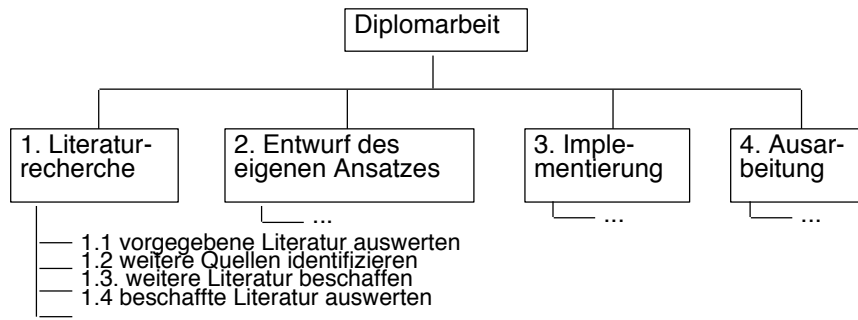 Diplomarbeit
1. Literatur-
recherche
2. Entwurf des
eigenen Ansatzes
3. Imple-
mentierung
4. Ausar-
beitung
...
...
...
1.1 vorgegebene Literatur auswerten
1.2 weitere Quellen identifizieren
1.3. weitere Literatur beschaffen
1.4 beschaffte Literatur auswerten